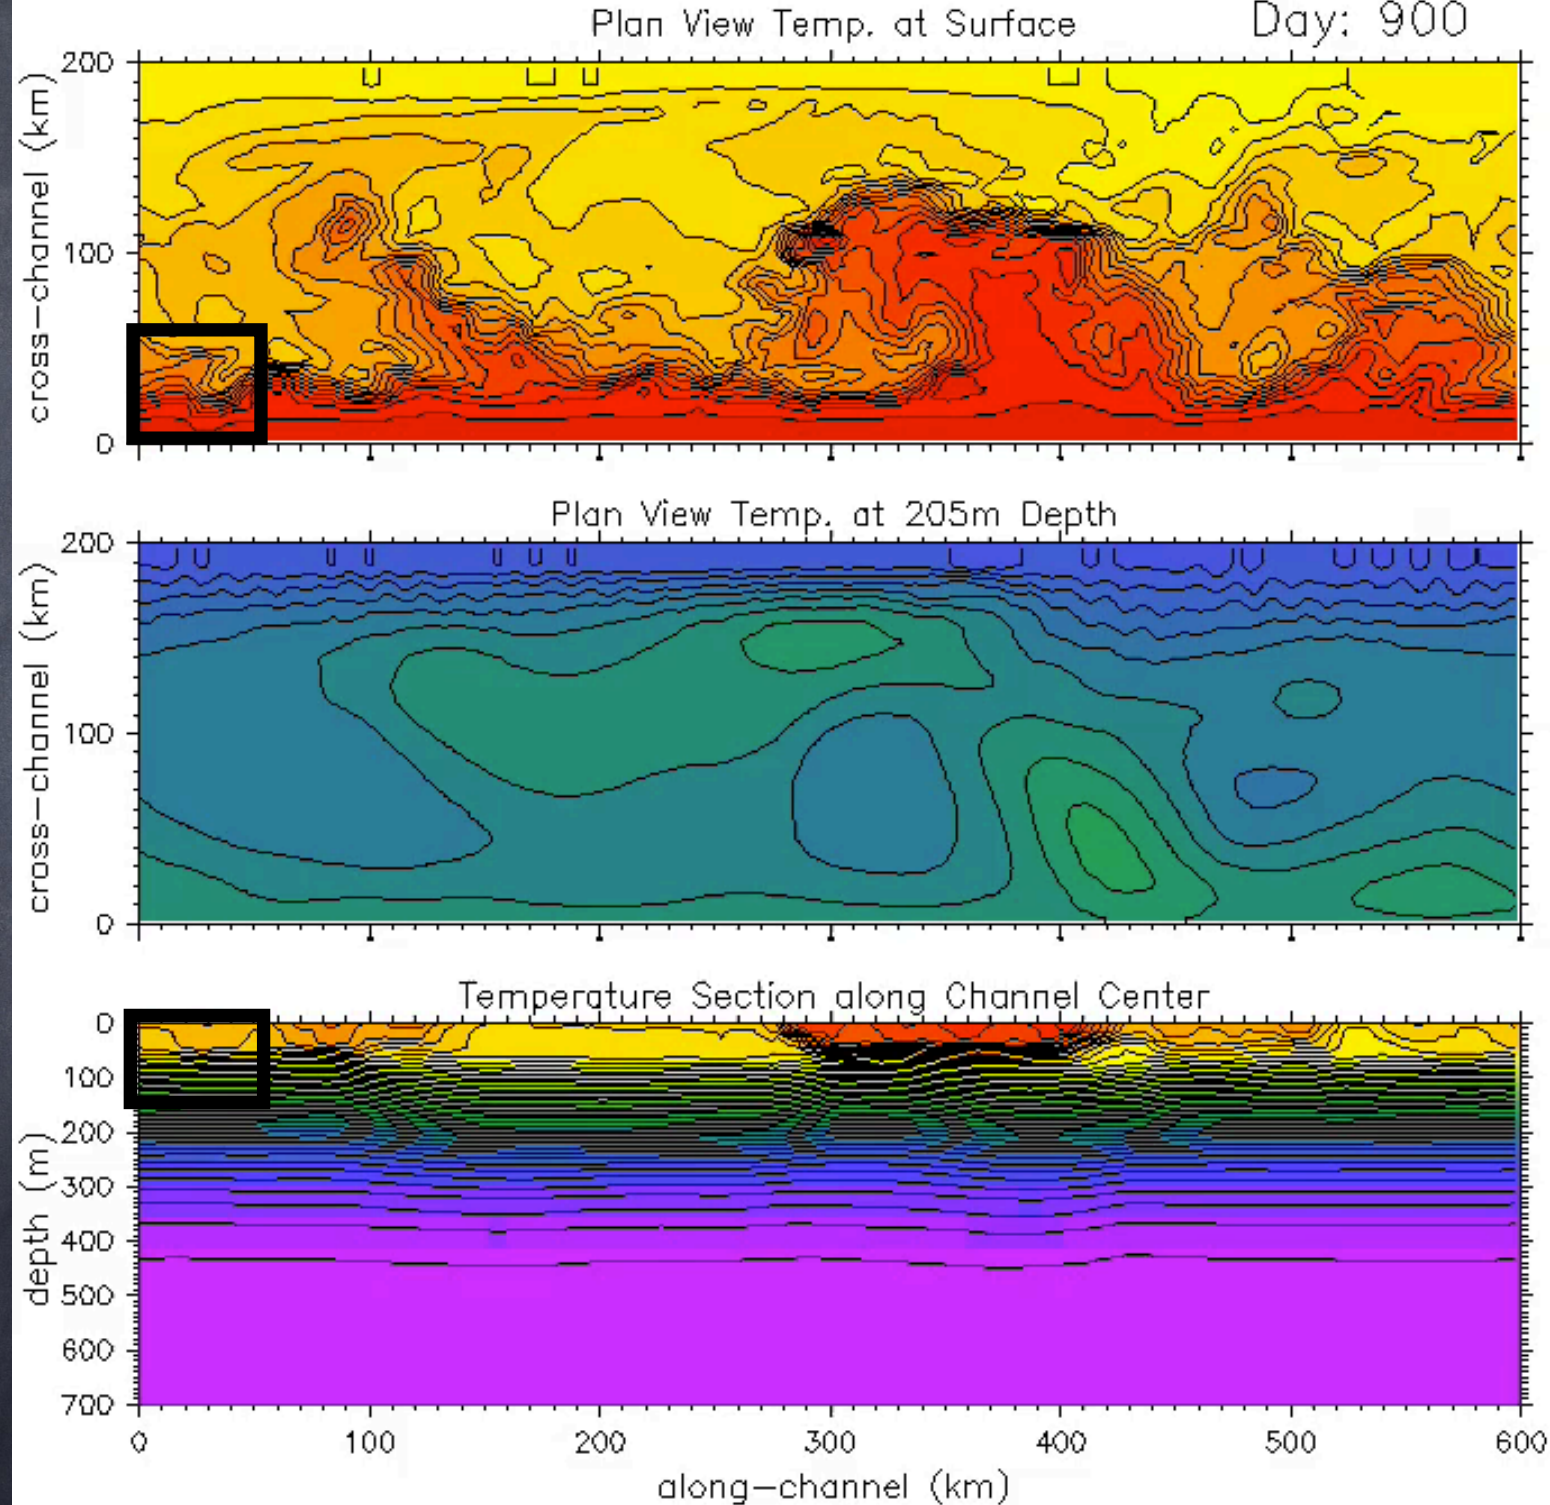 Plan View Temp. at Surface
Day: 900
cross-channel (km)
200
100
0
Plan View Temp. at 205m Depth
cross-channel (km)
200
100
0
Temperature Section along Channel Center
depth (m)
0
100
200
300
400
500
600
700
0 100 200 300 400 500 600
along-channel (km)